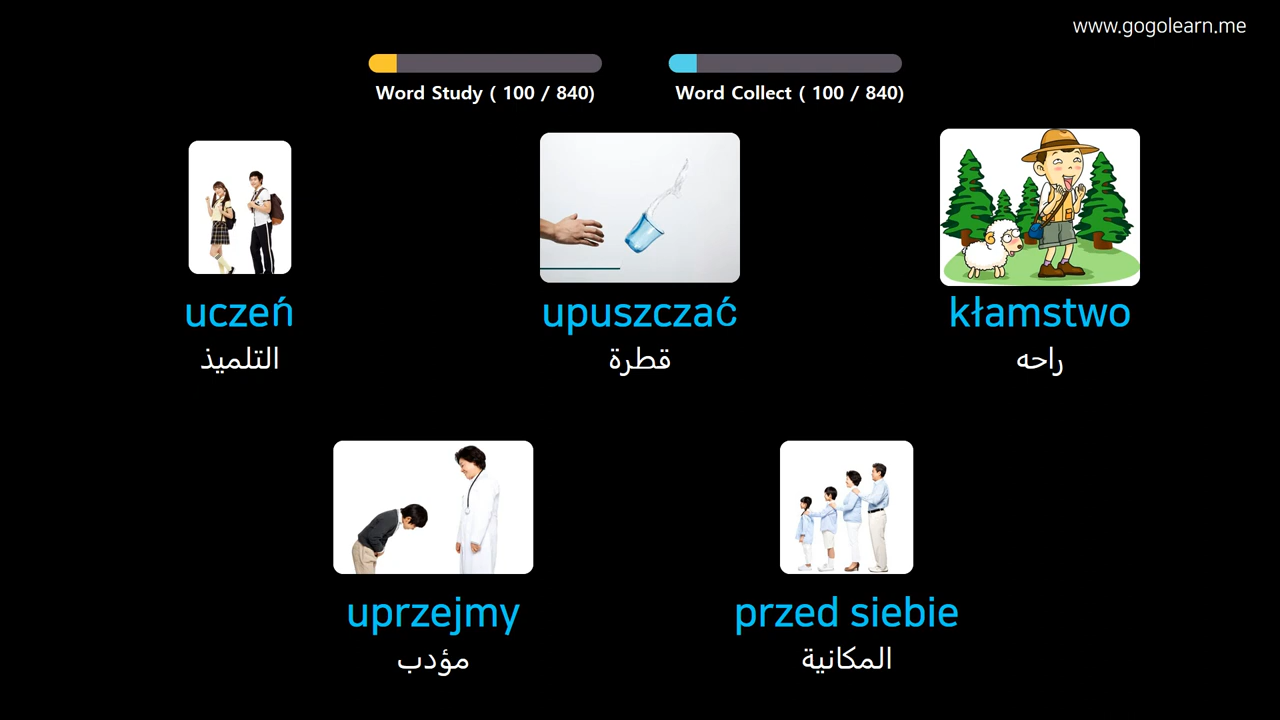 www.gogolearn.me
Word Study ( 100 / 840)
Word Collect ( 100 / 840)
uczeń
التلميذ
upuszczać
قطرة
kłamstwo
راحه
uprzejmy
مؤدب
przed siebie
المكانية